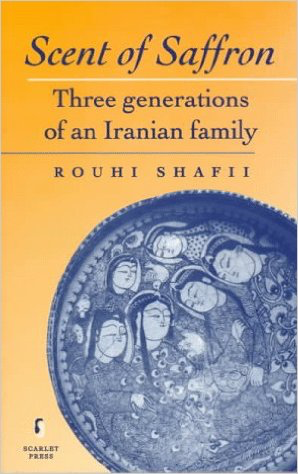 Scent of Saffron
Three generations
of an Iranian family
ROUHI SHAFII
SCARLET
PRESS